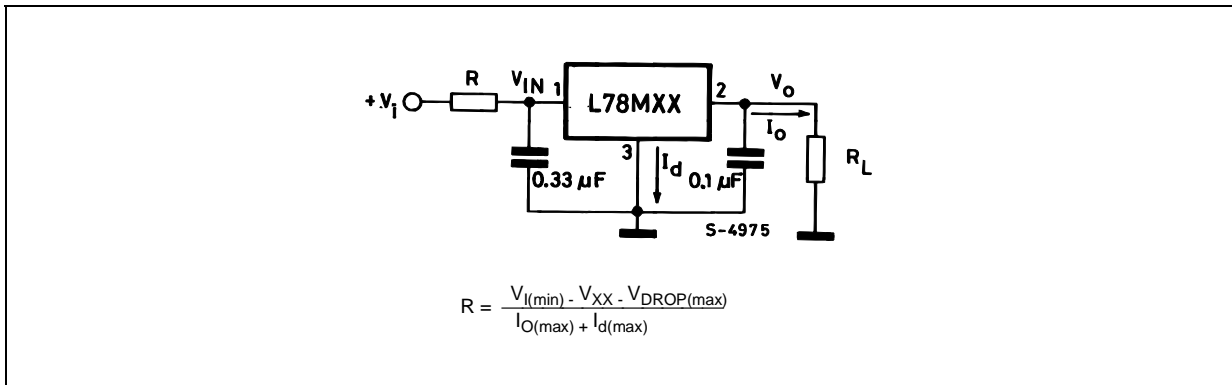 R
V_IN
1
L78MXX
2
V_o
+ V_i
I_o
3
I_d
R_L
0.33 µF
0.1 µF
S-4975
R = V_I(min) - V_XX - V_DROP(max)
I_O(max) + I_d(max)